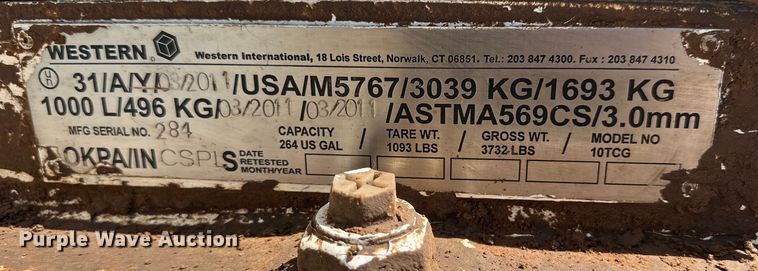 WESTERN
Western International, 18 Lois Street, Norwalk, CT 06851. Tel.: 203 847 4300. Fax : 203 847 4310
un 31/A/Y/03/2011/USA/M5767/3039 KG/1693 KG
1000 L/496 KG/03/2011/03/2011/ASTMA569CS/3.0mm
MFG SERIAL NO. 284 CAPACITY 264 US GAL / TARE WT. 1093 LBS / GROSS WT. 3732 LBS / MODEL NO 10TCG
OKPA/IN CSPLS DATE RETESTED MONTH/YEAR
Purple Wave Auction